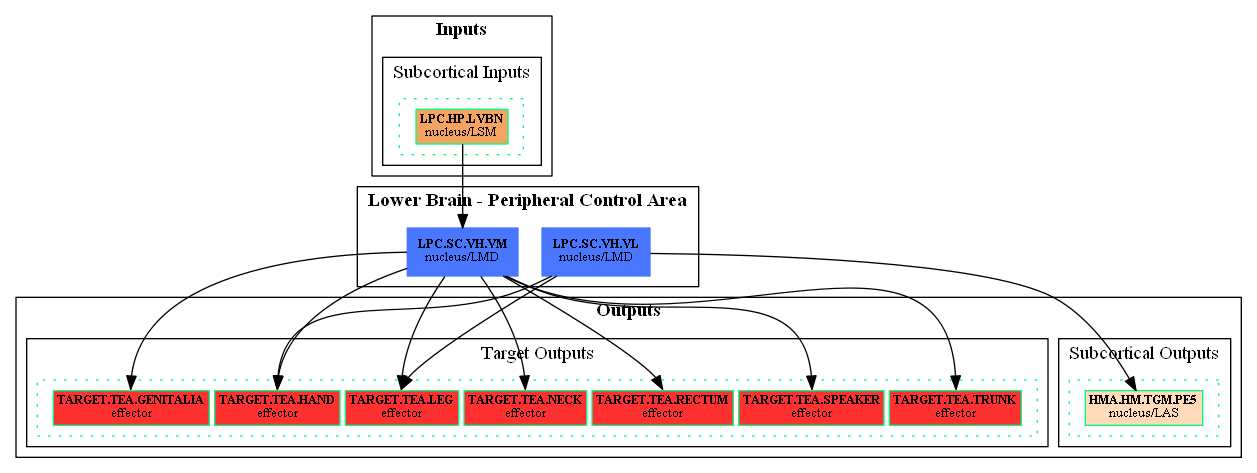 Inputs
Subcortical Inputs
LPC.HP.LVBN
nucleus/LSM
Lower Brain - Peripheral Control Area
LPC.SC.VH.VM
nucleus/LMD
LPC.SC.VH.VL
nucleus/LMD
Outputs
Target Outputs
TARGET.TEA.GENITALIA
effector
TARGET.TEA.HAND
effector
TARGET.TEA.LEG
effector
TARGET.TEA.NECK
effector
TARGET.TEA.RECTUM
effector
TARGET.TEA.SPEAKER
effector
TARGET.TEA.TRUNK
effector
Subcortical Outputs
HMA.HM.TGM.PE5
nucleus/LAS